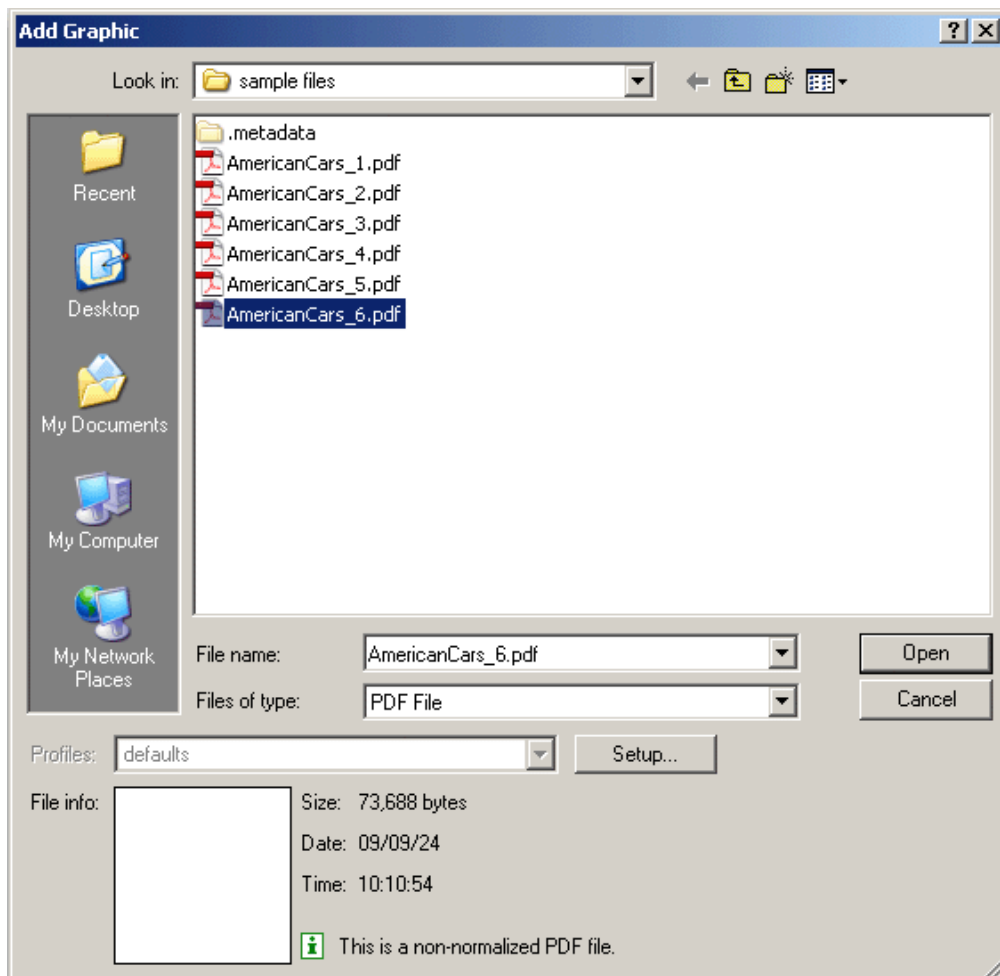 Add Graphic
Look in: sample files
.metadata
AmericanCars_1.pdf
AmericanCars_2.pdf
AmericanCars_3.pdf
AmericanCars_4.pdf
AmericanCars_5.pdf
AmericanCars_6.pdf
Recent
Desktop
My Documents
My Computer
My Network
Places
File name: AmericanCars_6.pdf Open
Files of type: PDF File Cancel
Profiles: defaults Setup...
File info: Size: 73,688 bytes
Date: 09/09/24
Time: 10:10:54
This is a non-normalized PDF file.